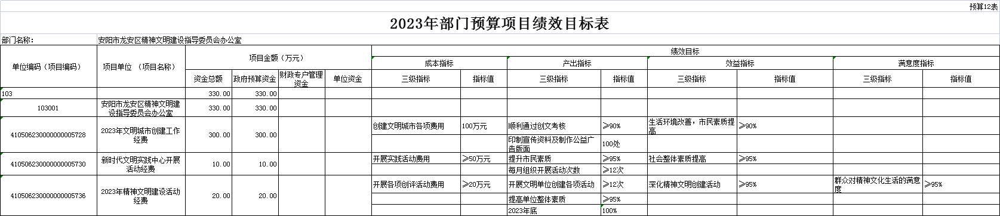 预算12表
2023年部门预算项目绩效目标表
部门名称： 安阳市龙安区精神文明建设指导委员会办公室
单位编码（项目编码） 项目单位 （项目名称） 项目金额（万元） 绩效目标
成本指标 产出指标 效益指标 满意度指标
资金总额 政府预算资金 财政专户管理
资金 单位资金 三级指标 指标值 三级指标 指标值 三级指标 指标值 三级指标 指标值
103 330.00 330.00
103001 安阳市龙安区精神文明建
设指导委员会办公室 330.00 330.00
410506230000000005728 2023年文明城市创建工作
经费 300.00 300.00 创建文明城市各项费用 100万元 顺利通过创文考核 ≥90% 生活环境改善，市民素质提
高 ≥90%
印制宣传资料及制作公益广
告版面 100处
410506230000000005730 新时代文明实践中心开展
活动经费 10.00 10.00 开展实践活动费用 ≥50万元 提升市民素质 ≥95% 社会整体素质提高 ≥95%
每月组织开展活动次数 ≥12次
410506230000000005736 2023年精神文明建设活动
经费 20.00 20.00 开展各项创评活动费用 ≥20万元 开展文明单位创建各项活动 ≥12次 深化精神文明创建活动 ≥95% 群众对精神文化生活的满意
度 ≥95%
提高单位整体素质 ≥95%
2023年底 100%